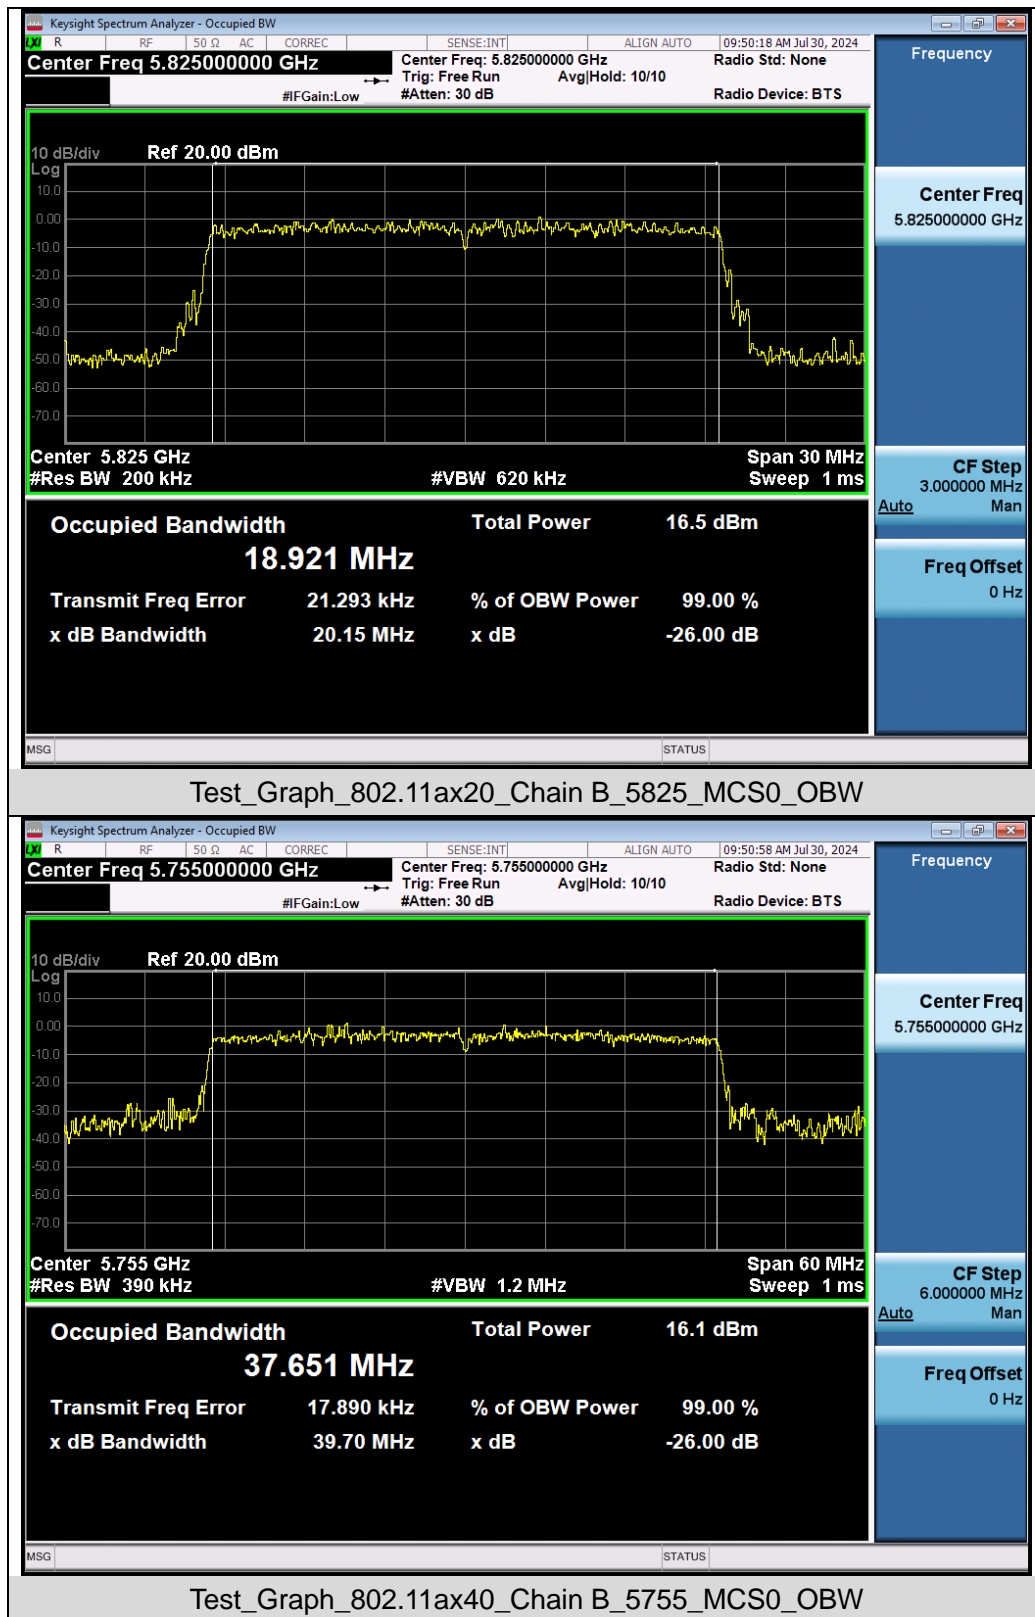 Keysight Spectrum Analyzer - Occupied BW
LXI R RF 50 Ω AC CORREC SENSE:INT ALIGN AUTO 09:50:18 AM Jul 30, 2024
Center Freq 5.825000000 GHz
Center Freq: 5.825000000 GHz
Radio Std: None
Trig: Free Run Avg|Hold: 10/10
#IFGain:Low #Atten: 30 dB Radio Device: BTS
10 dB/div Ref 20.00 dBm
Log
10.0
0.00
-10.0
-20.0
-30.0
-40.0
-50.0
-60.0
-70.0
Center 5.825 GHz Span 30 MHz
#Res BW 200 kHz #VBW 620 kHz Sweep 1 ms
Occupied Bandwidth Total Power 16.5 dBm
18.921 MHz
Transmit Freq Error 21.293 kHz % of OBW Power 99.00 %
x dB Bandwidth 20.15 MHz x dB -26.00 dB
MSG STATUS
Frequency
Center Freq
5.825000000 GHz
CF Step
3.000000 MHz
Auto Man
Freq Offset
0 Hz
Test_Graph_802.11ax20_Chain B_5825_MCS0_OBW
Keysight Spectrum Analyzer - Occupied BW
LXI R RF 50 Ω AC CORREC SENSE:INT ALIGN AUTO 09:50:58 AM Jul 30, 2024
Center Freq 5.755000000 GHz
Center Freq: 5.755000000 GHz
Radio Std: None
Trig: Free Run Avg|Hold: 10/10
#IFGain:Low #Atten: 30 dB Radio Device: BTS
10 dB/div Ref 20.00 dBm
Log
10.0
0.00
-10.0
-20.0
-30.0
-40.0
-50.0
-60.0
-70.0
Center 5.755 GHz Span 60 MHz
#Res BW 390 kHz #VBW 1.2 MHz Sweep 1 ms
Occupied Bandwidth Total Power 16.1 dBm
37.651 MHz
Transmit Freq Error 17.890 kHz % of OBW Power 99.00 %
x dB Bandwidth 39.70 MHz x dB -26.00 dB
MSG STATUS
Frequency
Center Freq
5.755000000 GHz
CF Step
6.000000 MHz
Auto Man
Freq Offset
0 Hz
Test_Graph_802.11ax40_Chain B_5755_MCS0_OBW